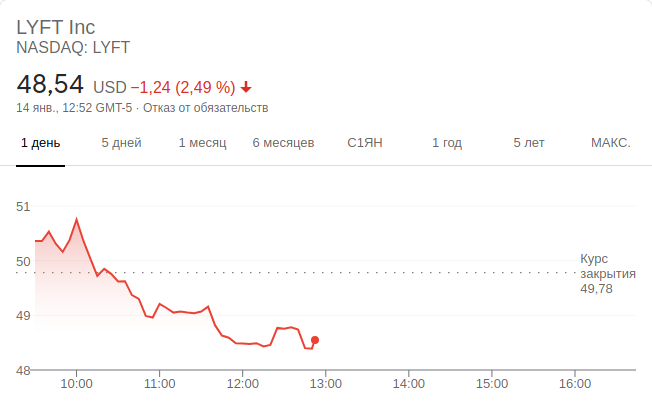 LYFT Inc
NASDAQ: LYFT
48,54 USD −1,24 (2,49 %)
14 янв., 12:52 GMT-5 · Отказ от обязательств
1 день 5 дней 1 месяц 6 месяцев С1ЯН 1 год 5 лет МАКС.
51
50
49
48
Курс
закрытия
49,78
10:00 11:00 12:00 13:00 14:00 15:00 16:00